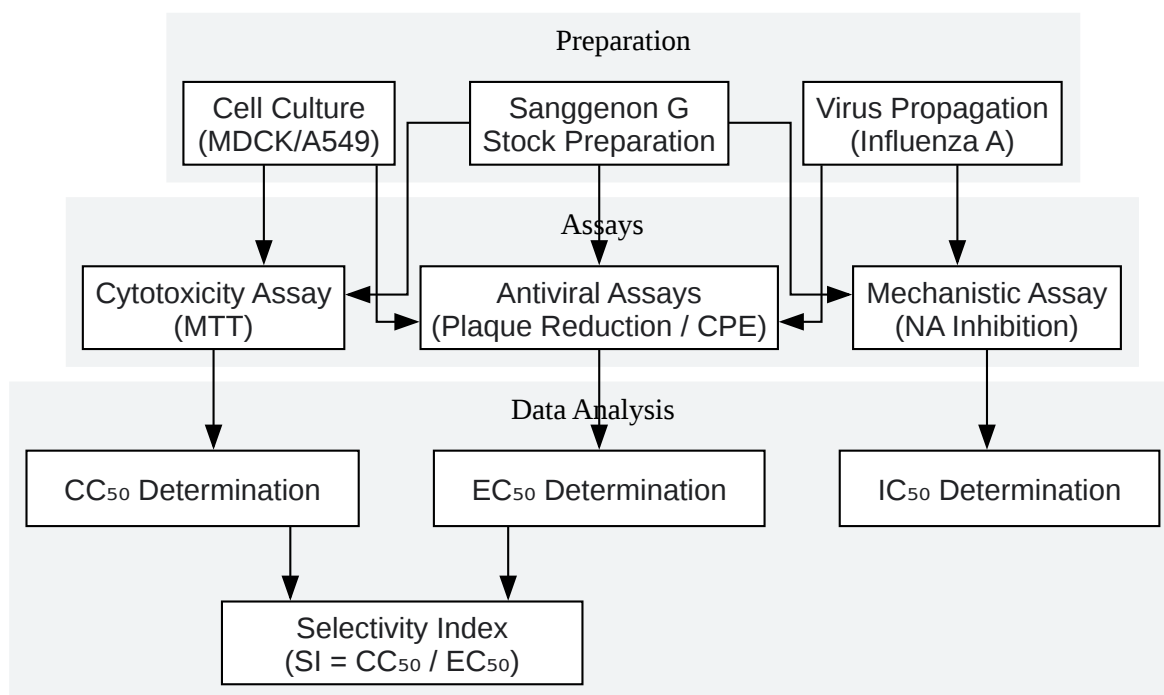 Preparation
Cell Culture
(MDCK/A549)
Sanggenon G
Stock Preparation
Virus Propagation
(Influenza A)
Assays
Cytotoxicity Assay
(MTT)
Antiviral Assays
(Plaque Reduction / CPE)
Mechanistic Assay
(NA Inhibition)
Data Analysis
CC₅₀ Determination
EC₅₀ Determination
IC₅₀ Determination
Selectivity Index
(SI = CC₅₀ / EC₅₀)